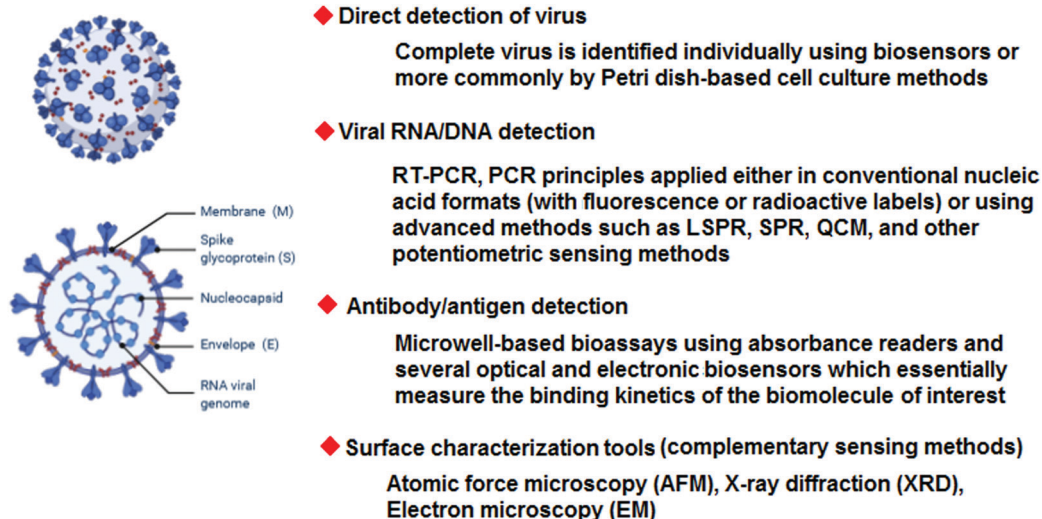 Direct detection of virus
Complete virus is identified individually using biosensors or
more commonly by Petri dish-based cell culture methods
Viral RNA/DNA detection
RT-PCR, PCR principles applied either in conventional nucleic
acid formats (with fluorescence or radioactive labels) or using
advanced methods such as LSPR, SPR, QCM, and other
potentiometric sensing methods
Membrane (M)
Spike
glycoprotein (S)
Nucleocapsid
Envelope (E)
RNA viral
genome
Antibody/antigen detection
Microwell-based bioassays using absorbance readers and
several optical and electronic biosensors which essentially
measure the binding kinetics of the biomolecule of interest
Surface characterization tools (complementary sensing methods)
Atomic force microscopy (AFM), X-ray diffraction (XRD),
Electron microscopy (EM)